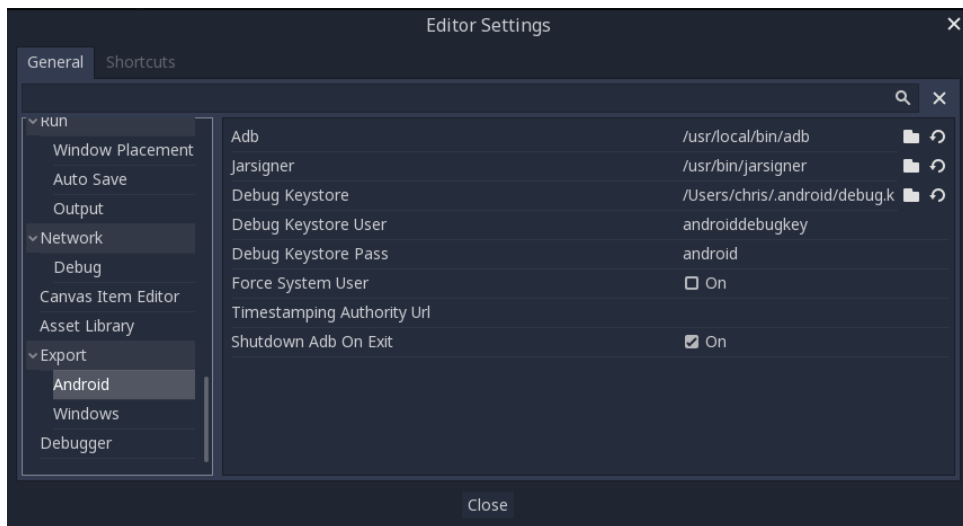 Editor Settings
General Shortcuts
Run
Window Placement
Auto Save
Output
Network
Debug
Canvas Item Editor
Asset Library
Export
Android
Windows
Debugger
Adb /usr/local/bin/adb
Jarsigner /usr/bin/jarsigner
Debug Keystore /Users/chris/.android/debug.k
Debug Keystore User androiddebugkey
Debug Keystore Pass android
Force System User On
Timestamping Authority Url
Shutdown Adb On Exit On
Close